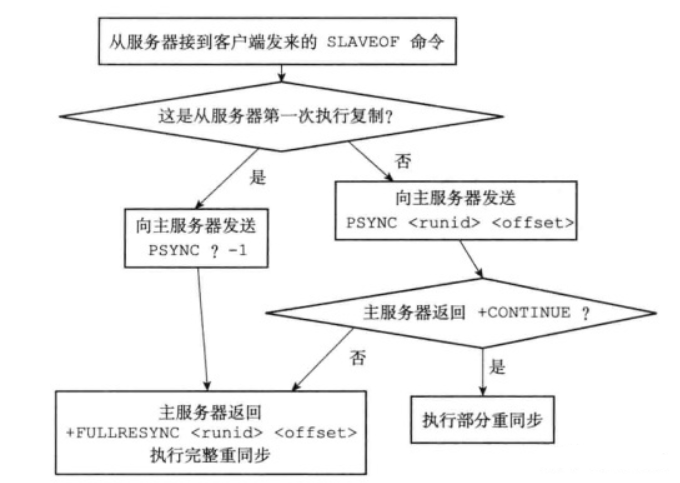 从服务器接到客户端发来的 SLAVEOF 命令
这是从服务器第一次执行复制?
是
否
向主服务器发送
PSYNC ? -1
向主服务器发送
PSYNC <runid> <offset>
主服务器返回 +CONTINUE ?
否
是
主服务器返回
+FULLRESYNC <runid> <offset>
执行完整重同步
执行部分重同步